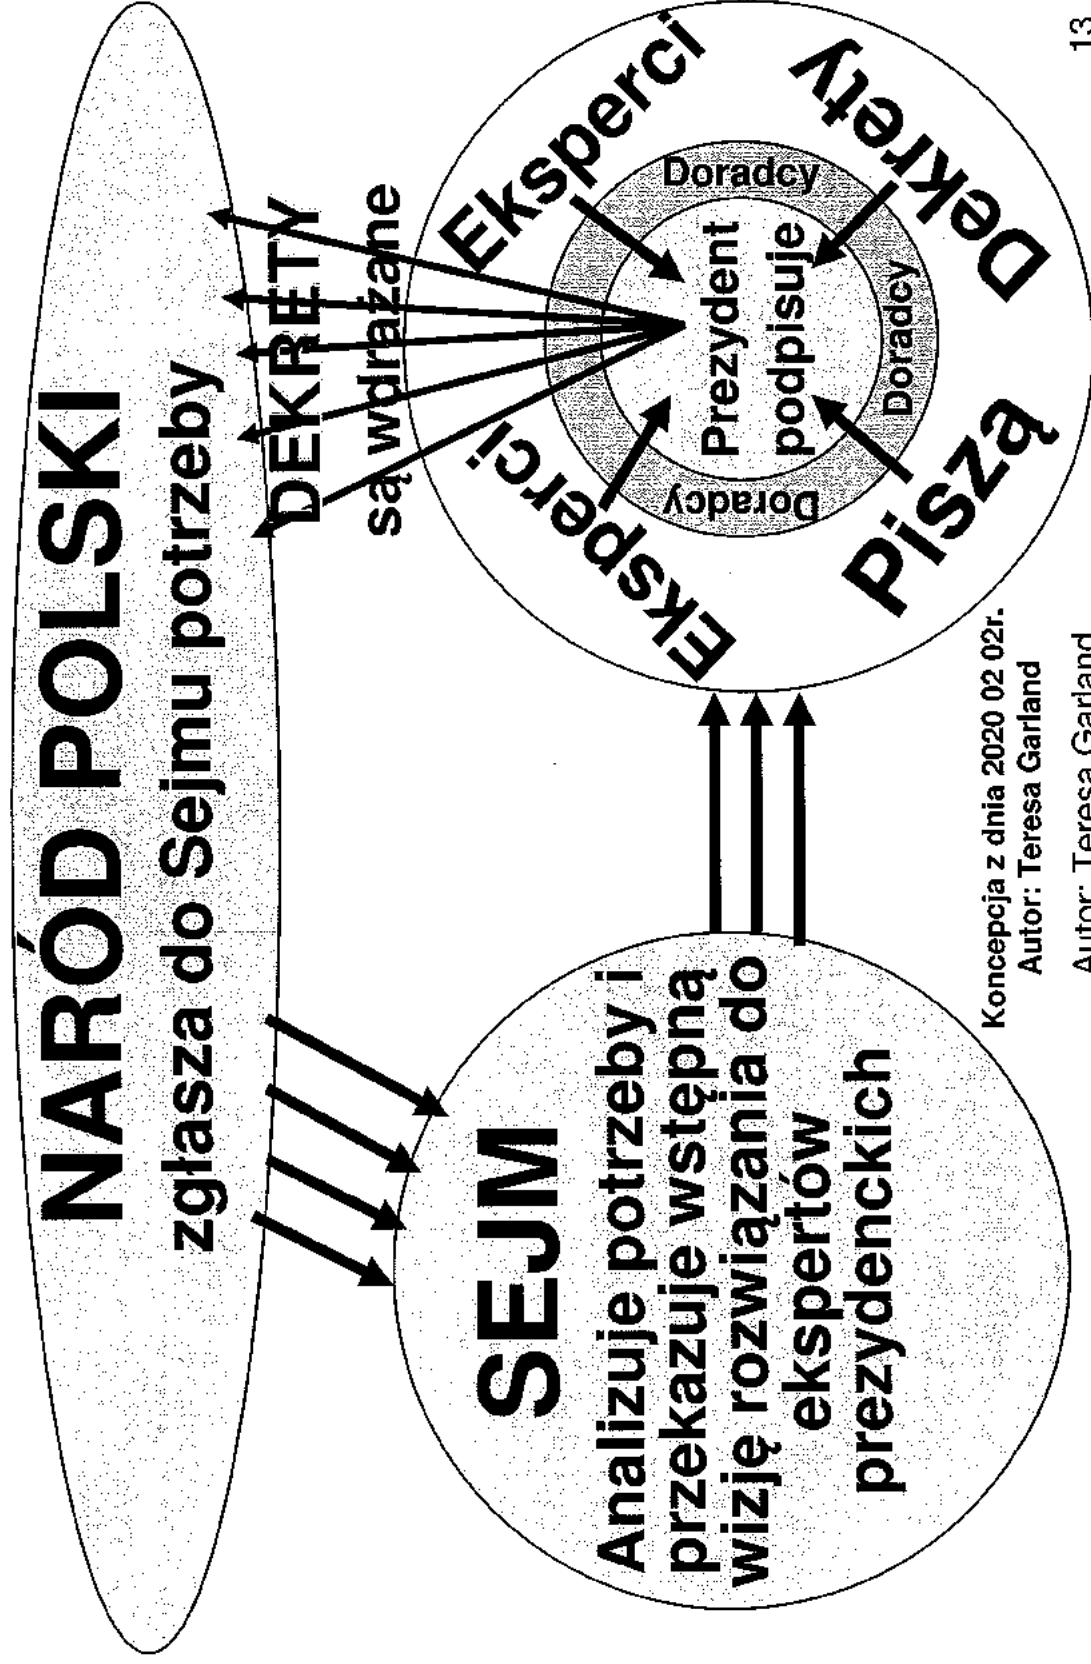 NARÓD POLSKI
zgłasza do Sejmu potrzeby
SEJM
Analizuje potrzeby i
przekazuje wstępną
wizję rozwiązania do
ekspertów
prezydenckich
DEKRETY
są wdrażane
Eksperci
Eksperci
Piszą
Dekrety
Doradcy
Doradcy
Doradcy
Prezydent
podpisuje
Koncepcja z dnia 2020 02 02r.
Autor: Teresa Garland
Autor: Teresa Garland
13